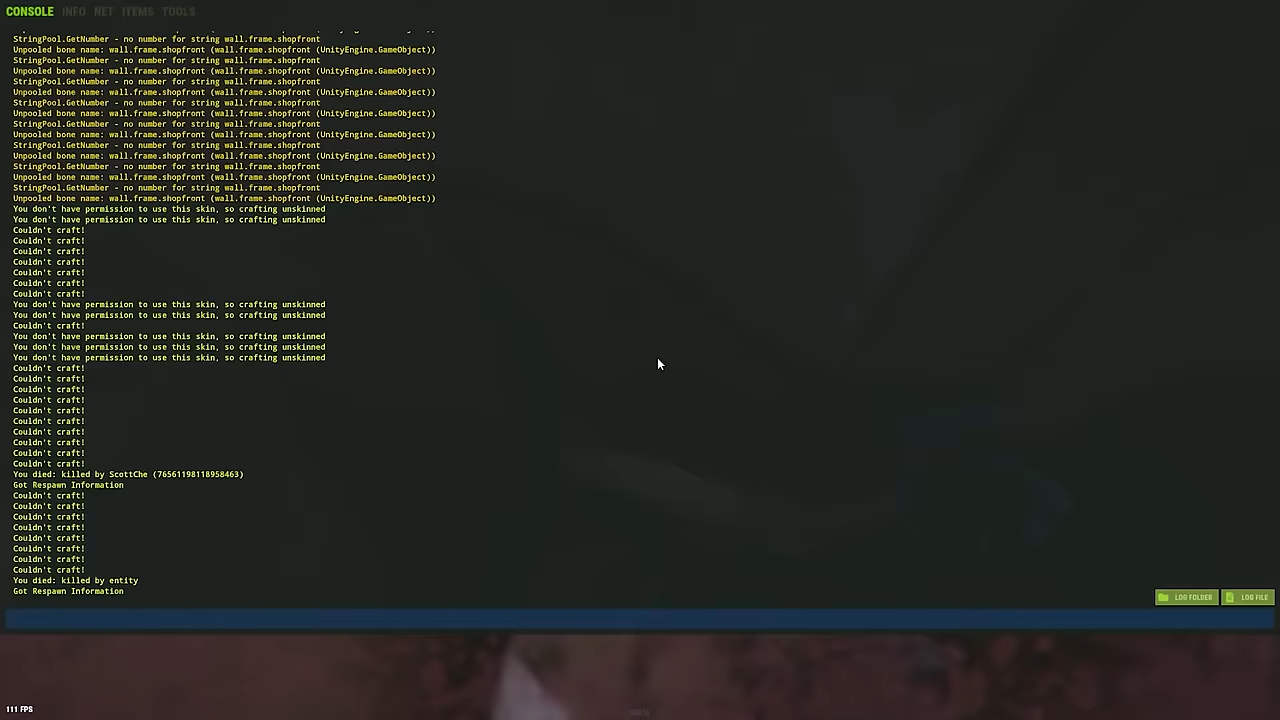 CONSOLE INFO NET ITEMS TOOLS
StringPool.GetNumber - no number for string wall.frame.shopfront
Unpooled bone name: wall.frame.shopfront (wall.frame.shopfront (UnityEngine.GameObject))
StringPool.GetNumber - no number for string wall.frame.shopfront
Unpooled bone name: wall.frame.shopfront (wall.frame.shopfront (UnityEngine.GameObject))
StringPool.GetNumber - no number for string wall.frame.shopfront
Unpooled bone name: wall.frame.shopfront (wall.frame.shopfront (UnityEngine.GameObject))
StringPool.GetNumber - no number for string wall.frame.shopfront
Unpooled bone name: wall.frame.shopfront (wall.frame.shopfront (UnityEngine.GameObject))
StringPool.GetNumber - no number for string wall.frame.shopfront
Unpooled bone name: wall.frame.shopfront (wall.frame.shopfront (UnityEngine.GameObject))
StringPool.GetNumber - no number for string wall.frame.shopfront
Unpooled bone name: wall.frame.shopfront (wall.frame.shopfront (UnityEngine.GameObject))
StringPool.GetNumber - no number for string wall.frame.shopfront
Unpooled bone name: wall.frame.shopfront (wall.frame.shopfront (UnityEngine.GameObject))
StringPool.GetNumber - no number for string wall.frame.shopfront
Unpooled bone name: wall.frame.shopfront (wall.frame.shopfront (UnityEngine.GameObject))
You don't have permission to use this skin, so crafting unskinned
You don't have permission to use this skin, so crafting unskinned
Couldn't craft!
Couldn't craft!
Couldn't craft!
Couldn't craft!
Couldn't craft!
Couldn't craft!
Couldn't craft!
You don't have permission to use this skin, so crafting unskinned
You don't have permission to use this skin, so crafting unskinned
Couldn't craft!
You don't have permission to use this skin, so crafting unskinned
You don't have permission to use this skin, so crafting unskinned
You don't have permission to use this skin, so crafting unskinned
Couldn't craft!
Couldn't craft!
Couldn't craft!
Couldn't craft!
Couldn't craft!
Couldn't craft!
Couldn't craft!
Couldn't craft!
Couldn't craft!
Couldn't craft!
You died: killed by ScottChe (76561198118958463)
Got Respawn Information
Couldn't craft!
Couldn't craft!
Couldn't craft!
Couldn't craft!
Couldn't craft!
Couldn't craft!
Couldn't craft!
Couldn't craft!
You died: killed by entity
Got Respawn Information
LOG FOLDER LOG FILE
111 FPS